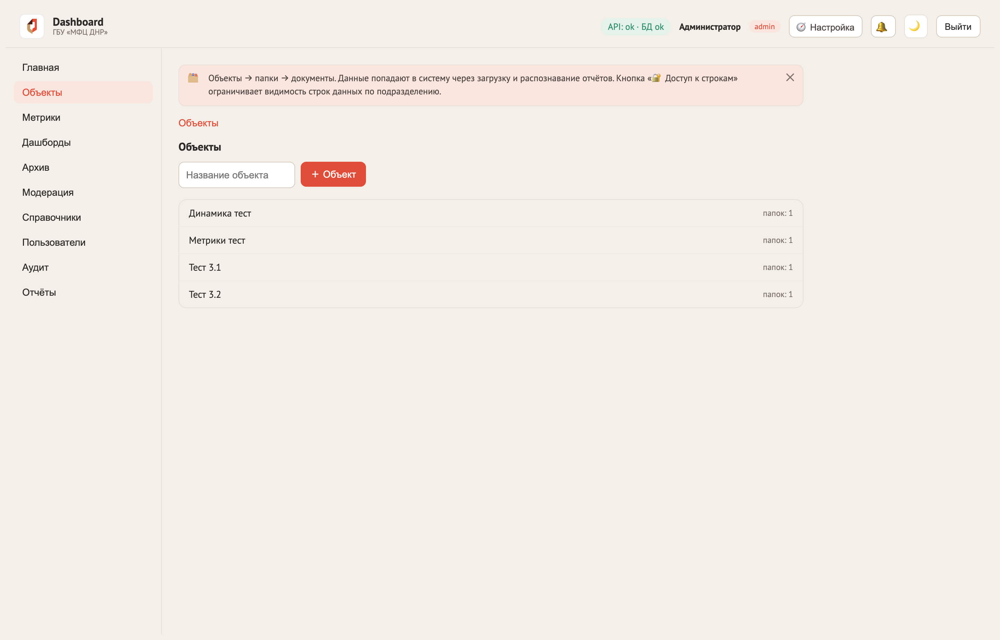 Dashboard
ГБУ «МФЦ ДНР»
API: ok · БД ok
Администратор
admin
Настройка
Выйти
Главная
Объекты
Метрики
Дашборды
Архив
Модерация
Справочники
Пользователи
Аудит
Отчёты
Объекты → папки → документы. Данные попадают в систему через загрузку и распознавание отчётов. Кнопка «🔐 Доступ к строкам»
ограничивает видимость строк данных по подразделению.
Объекты
Объекты
Название объекта
+ Объект
Динамика тест папок: 1
Метрики тест папок: 1
Тест 3.1 папок: 1
Тест 3.2 папок: 1